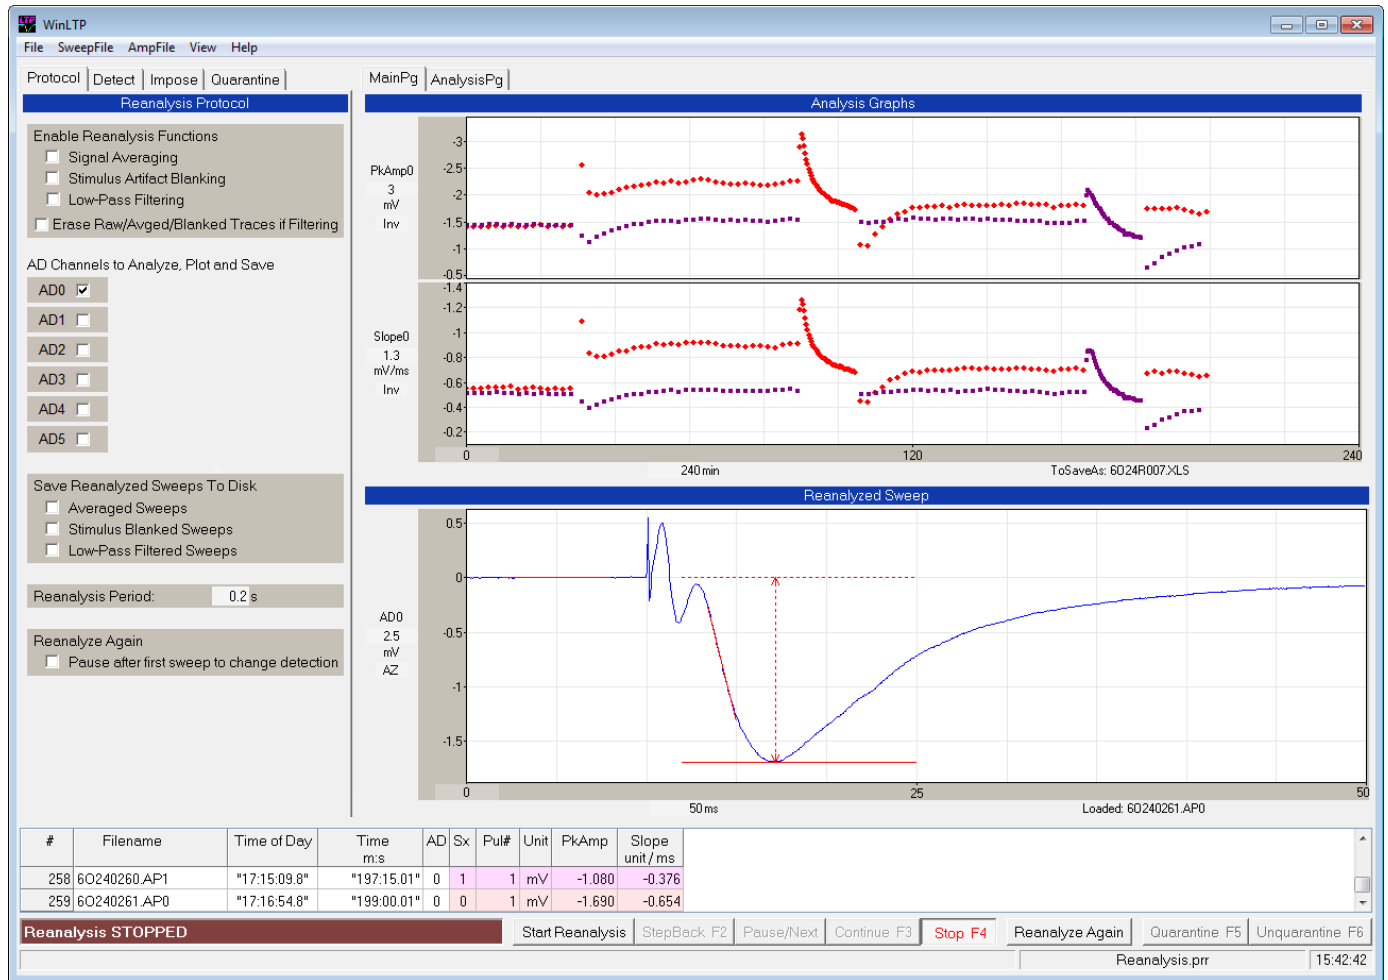 WinLTP
File SweepFile AmpFile View Help
Protocol Detect Impose Quarantine
MainPg AnalysisPg
Reanalysis Protocol
Enable Reanalysis Functions
Signal Averaging
Stimulus Artifact Blanking
Low-Pass Filtering
Erase Raw/Avged/Blanked Traces if Filtering
AD Channels to Analyze, Plot and Save
AD0
AD1
AD2
AD3
AD4
AD5
Save Reanalyzed Sweeps To Disk
Averaged Sweeps
Stimulus Blanked Sweeps
Low-Pass Filtered Sweeps
Reanalysis Period: 0.2 s
Reanalyze Again
Pause after first sweep to change detection
Analysis Graphs
PkAmp0
3
mV
Inv
-3
-2.5
-2
-1.5
-1
-0.5
Slope0
1.3
mV/ms
Inv
-1.4
-1.2
-1
-0.8
-0.6
-0.4
-0.2
0 120 240
240 min ToSaveAs: 6O24R007.XLS
Reanalyzed Sweep
AD0
2.5
mV
AZ
0.5
0
-0.5
-1
-1.5
0 25 50
50 ms Loaded: 6O240261.AP0
# Filename Time of Day Time AD Sx Pul# Unit PkAmp Slope
m:s unit / ms
258 6O240260.AP1 "17:15:09.8" "197:15.01" 0 1 1 mV -1.080 -0.376
259 6O240261.AP0 "17:16:54.8" "199:00.01" 0 0 1 mV -1.690 -0.654
Reanalysis STOPPED Start Reanalysis StepBack F2 Pause/Next Continue F3 Stop F4 Reanalyze Again Quarantine F5 Unquarantine F6
Reanalysis.prr 15:42:42